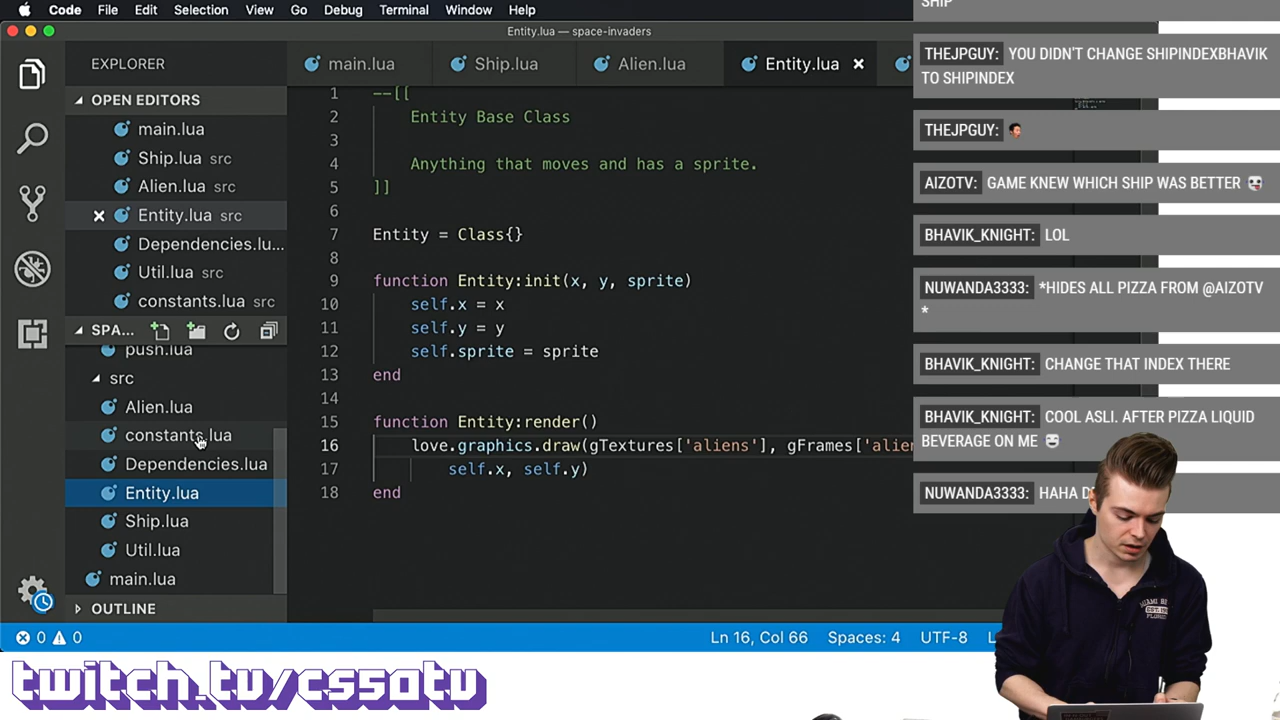 Code File Edit Selection View Go Debug Terminal Window Help
Entity.lua — space-invaders
EXPLORER
OPEN EDITORS
main.lua
Ship.lua src
Alien.lua src
Entity.lua src
Dependencies.lu...
Util.lua src
constants.lua src
SPA...
push.lua
src
Alien.lua
constants.lua
Dependencies.lua
Entity.lua
Ship.lua
Util.lua
main.lua
OUTLINE
main.lua Ship.lua Alien.lua Entity.lua
1 --[[
2 Entity Base Class
3
4 Anything that moves and has a sprite.
5 ]]
6
7 Entity = Class{}
8
9 function Entity:init(x, y, sprite)
10 self.x = x
11 self.y = y
12 self.sprite = sprite
13 end
14
15 function Entity:render()
16 love.graphics.draw(gTextures['aliens'], gFrames['alien
17 self.x, self.y)
18 end
0 0
Ln 16, Col 66 Spaces: 4 UTF-8 L
SHIP
THEJPGUY: YOU DIDN'T CHANGE SHIPINDEXBHAVIK
TO SHIPINDEX
THEJPGUY:
AIZOTV: GAME KNEW WHICH SHIP WAS BETTER
BHAVIK_KNIGHT: LOL
NUWANDA3333: *HIDES ALL PIZZA FROM @AIZOTV
*
BHAVIK_KNIGHT: CHANGE THAT INDEX THERE
BHAVIK_KNIGHT: COOL ASLI. AFTER PIZZA LIQUID
BEVERAGE ON ME
NUWANDA3333: HAHA
twitch.tv/cs50tv